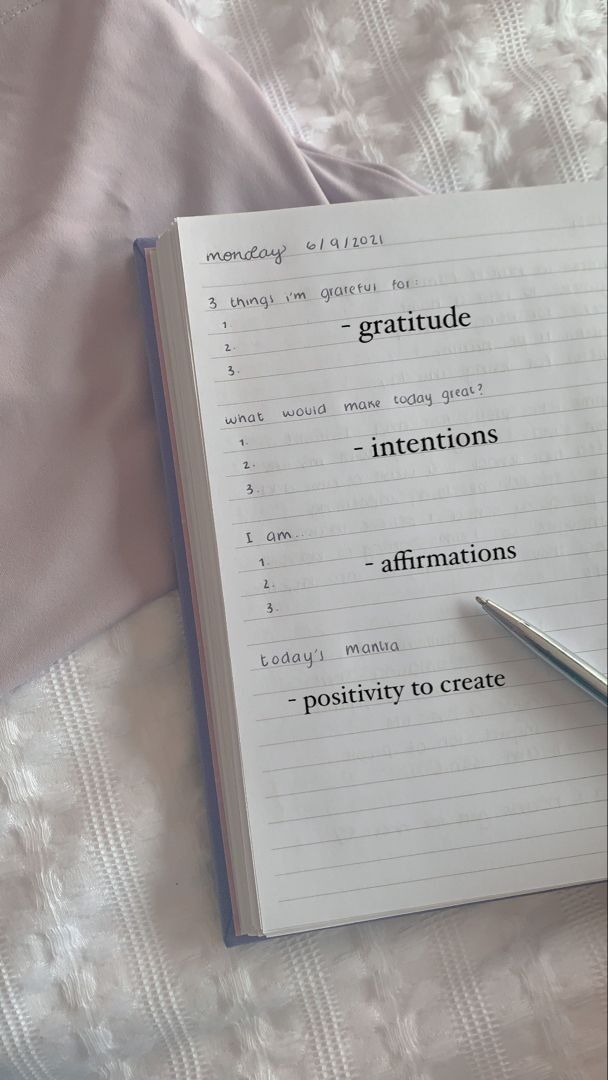 monday 6/9/2021
3 things i'm grateful for:
1.
- gratitude
2.
3.
what would make today great?
1.
- intentions
2.
3.
I am...
1.
- affirmations
2.
3.
today's mantra
- positivity to create